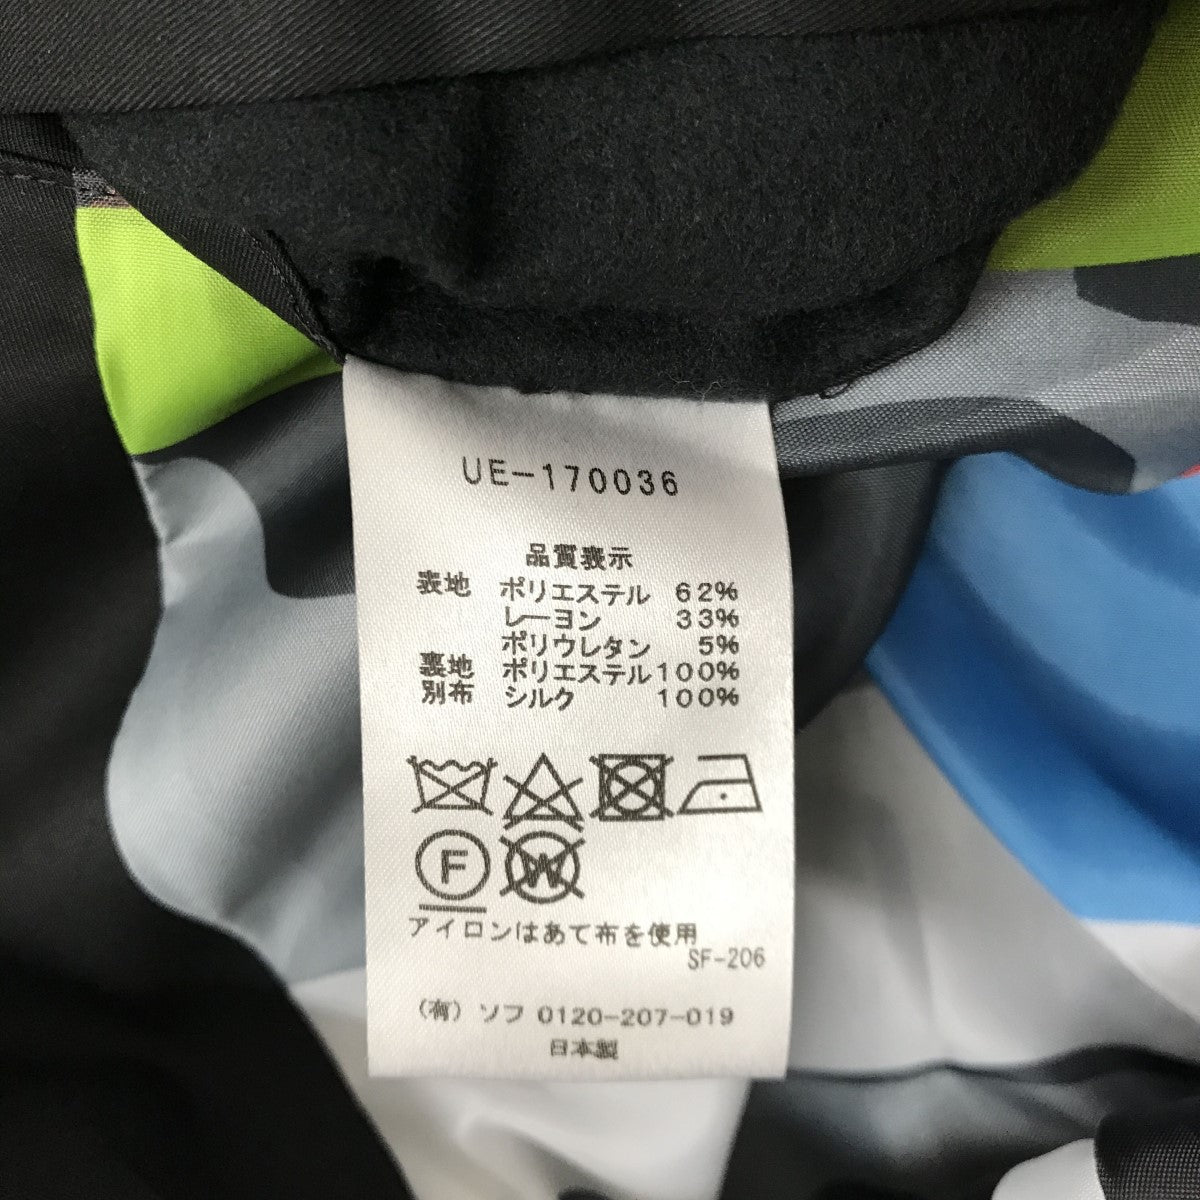 UE-170036
品質表示
表地 ポリエステル 62%
レーヨン 33%
ポリウレタン 5%
裏地 ポリエステル100%
別布 シルク 100%
F W
アイロンはあて布を使用
SF-206
(有) ソフ 0120-207-019
日本製